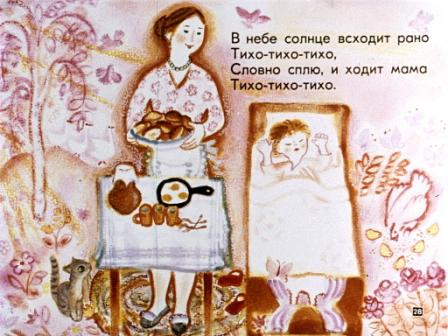 В небе солнце всходит рано
Тихо-тихо-тихо,
Словно сплю, и ходит мама
Тихо-тихо-тихо.
28